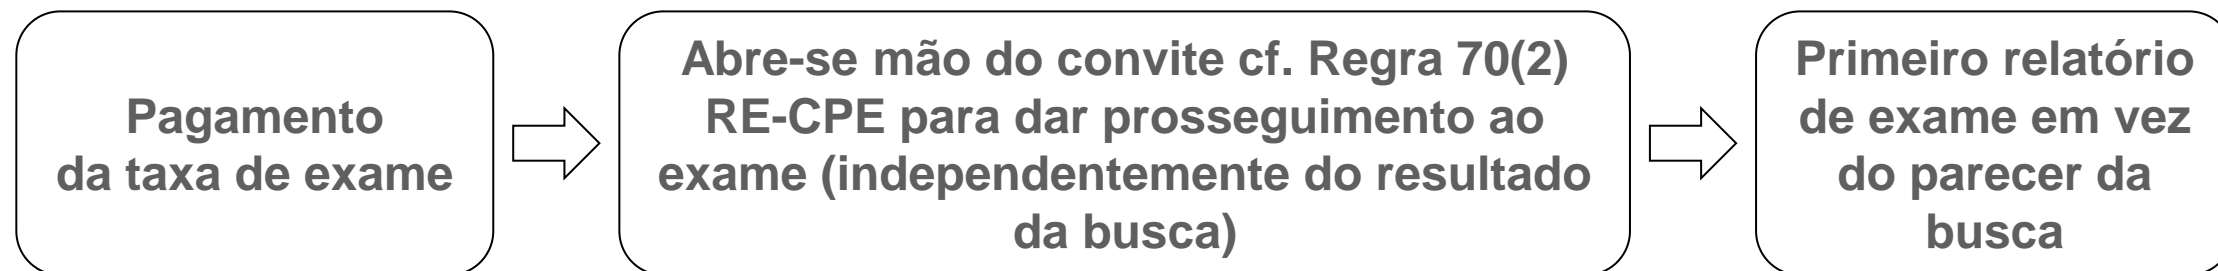 Pagamento
da taxa de exame
Abre-se mão do convite cf. Regra 70(2)
RE-CPE para dar prosseguimento ao
exame (independentemente do resultado
da busca)
Primeiro relatório
de exame em vez
do parecer da
busca